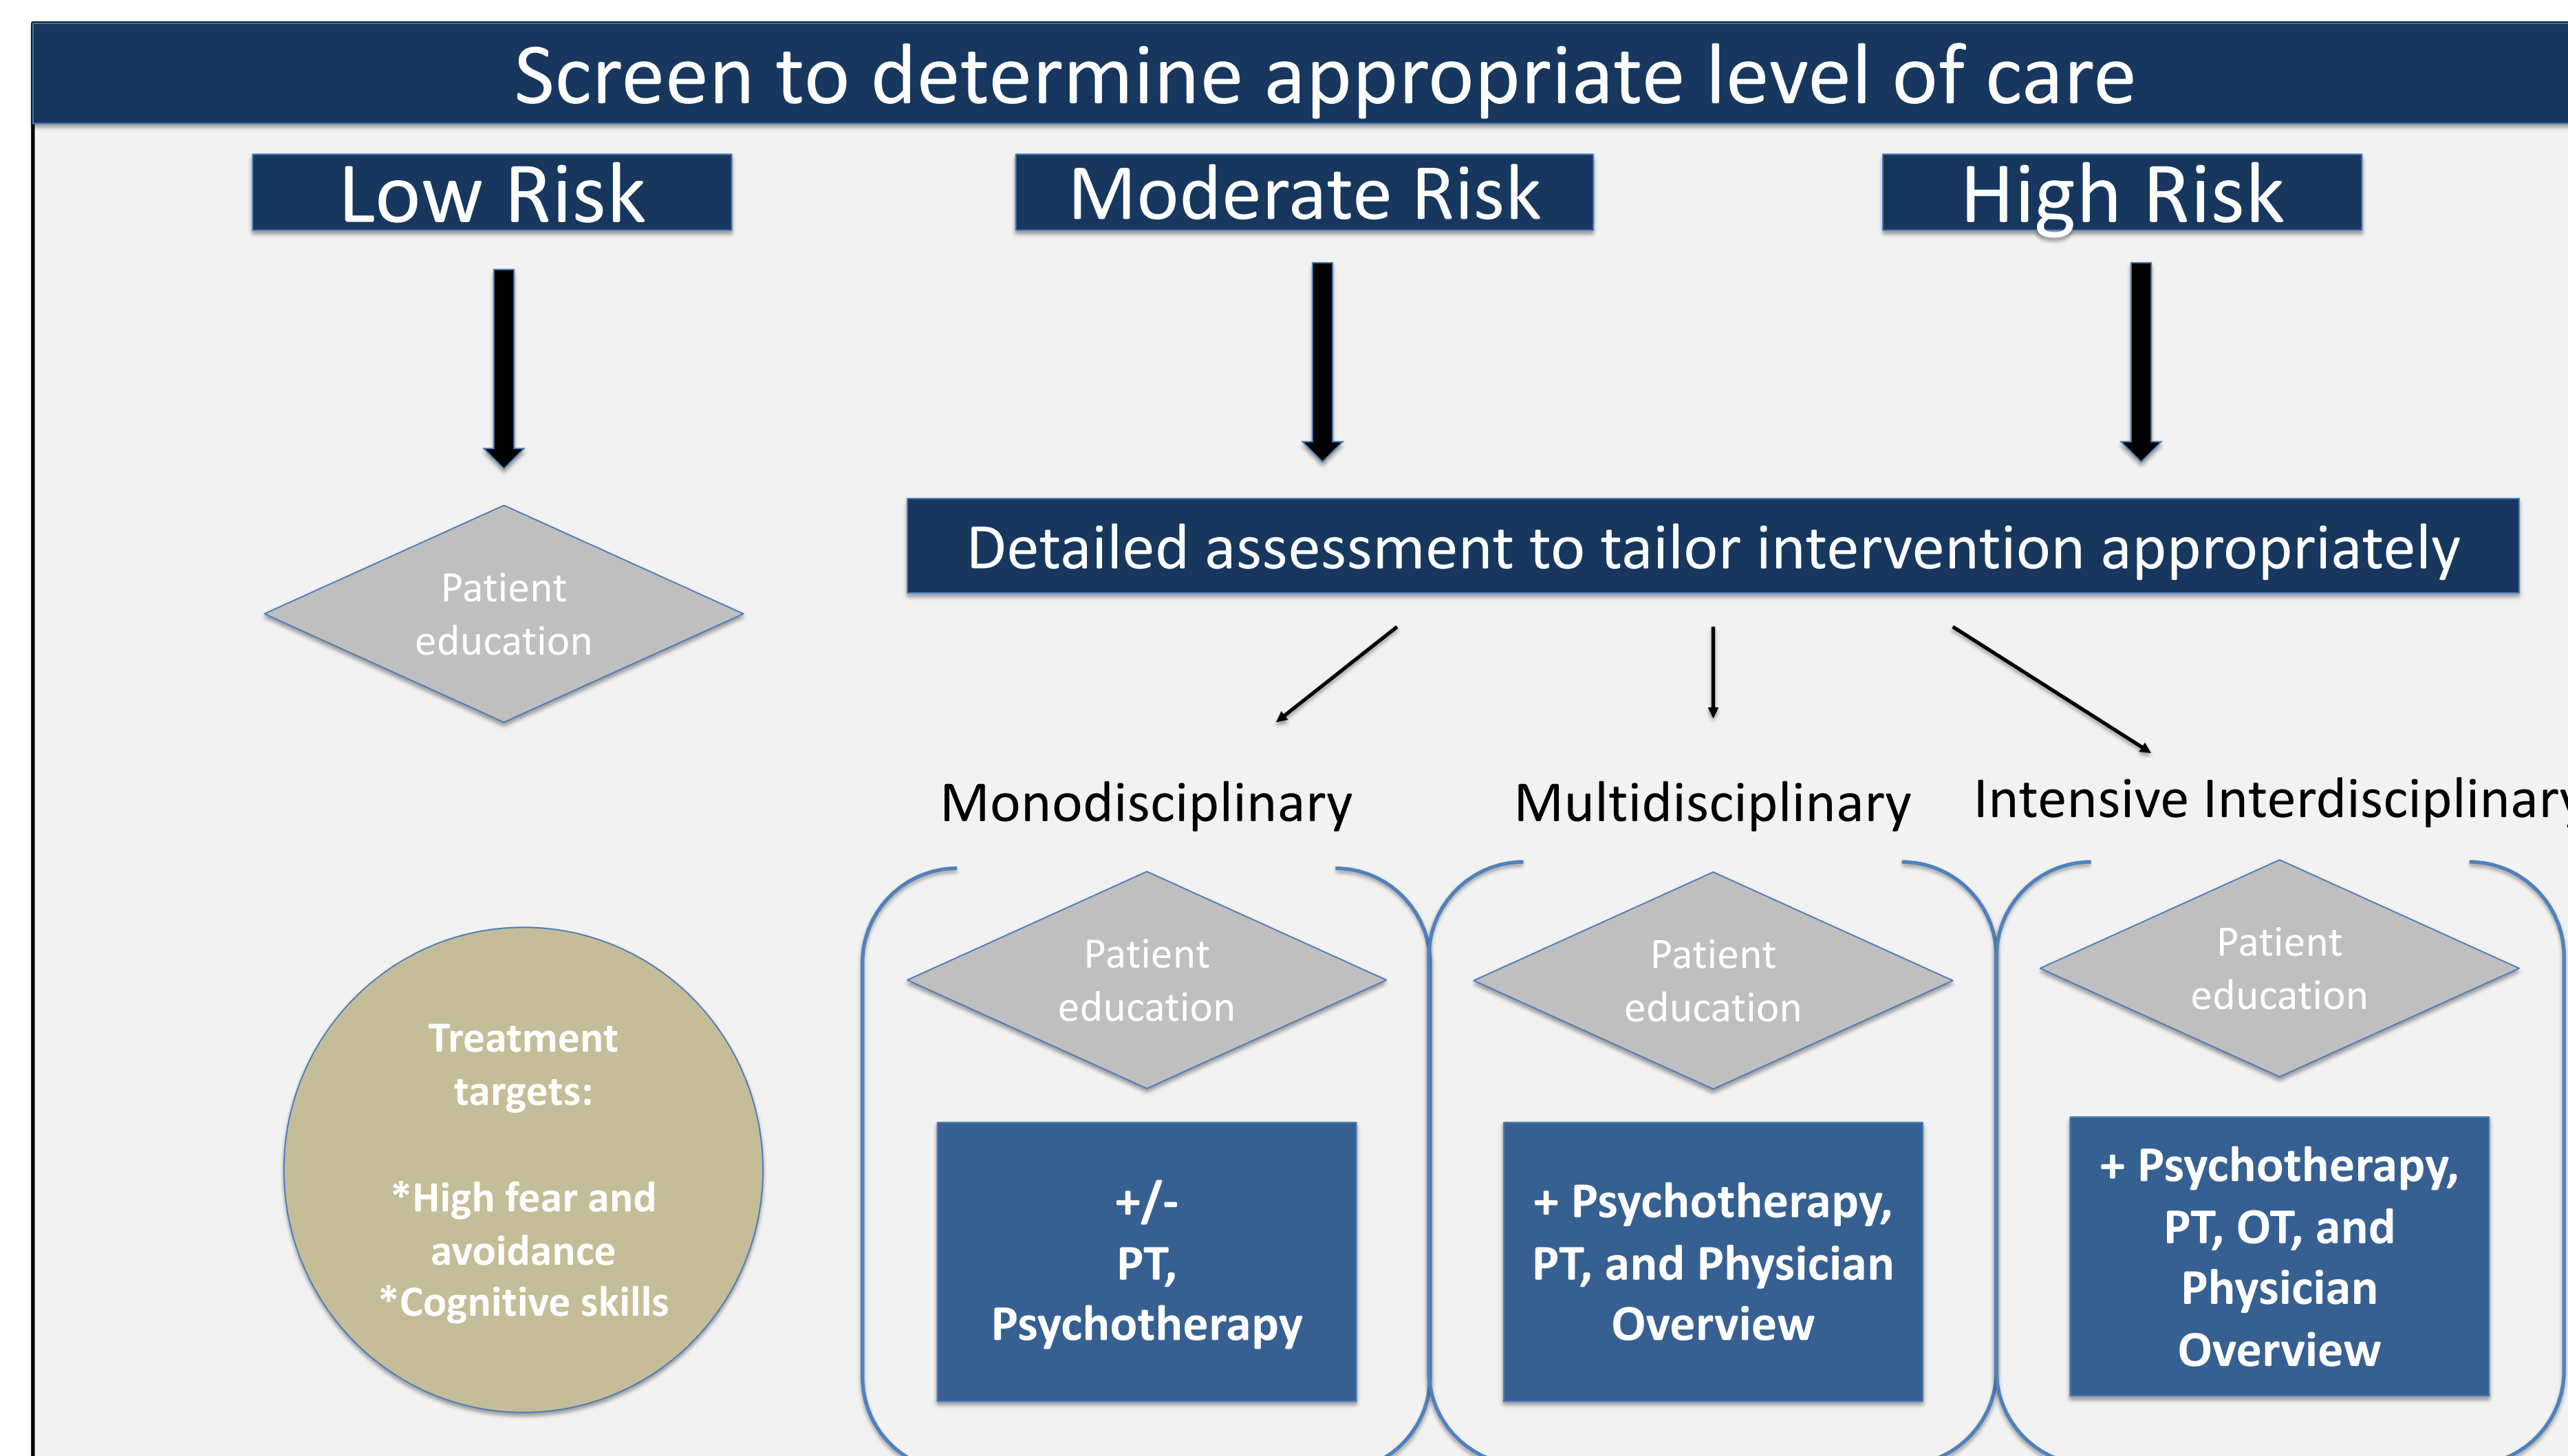 Screen to determine appropriate level of care
Low Risk
Moderate Risk
High Risk
Patient
education
Detailed assessment to tailor intervention appropriately
Monodisciplinary
Multidisciplinary
Intensive Interdisciplinary
Treatment
targets:
*High fear and
avoidance
*Cognitive skills
Patient
education
+/-
PT,
Psychotherapy
Patient
education
+ Psychotherapy,
PT, and Physician
Overview
Patient
education
+ Psychotherapy,
PT, OT, and
Physician
Overview